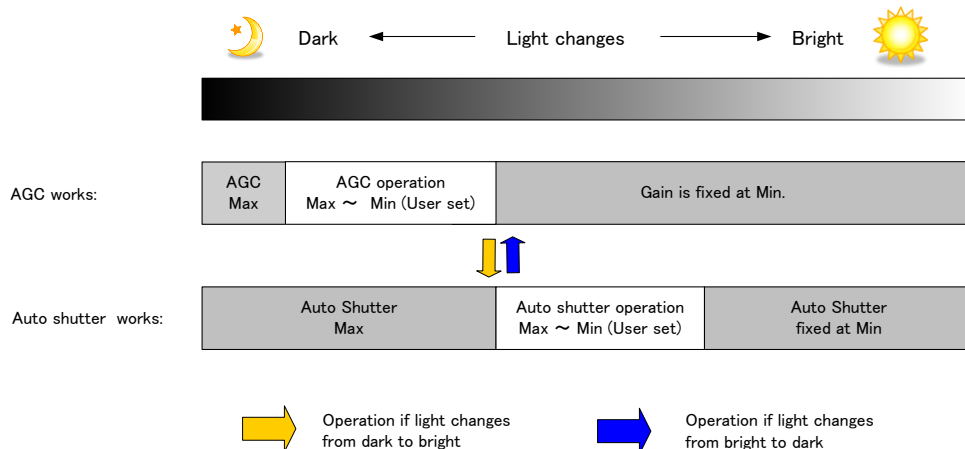 Dark
Light changes
Bright
AGC works:
AGC
Max
AGC operation
Max ～ Min (User set)
Gain is fixed at Min.
Auto shutter works:
Auto Shutter
Max
Auto shutter operation
Max ～ Min (User set)
Auto Shutter
fixed at Min
Operation if light changes
from dark to bright
Operation if light changes
from bright to dark